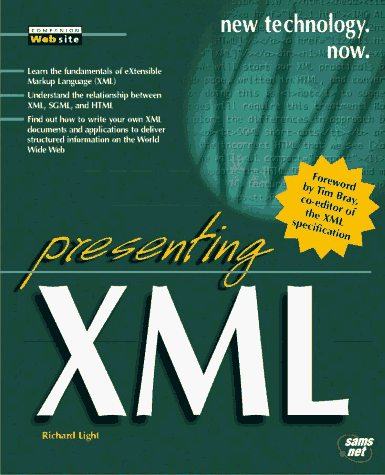 COMPANION
Web site
new technology.
now.
Learn the fundamentals of eXtensible
Markup Language (XML)
Understand the relationship between
XML, SGML, and HTML
Find out how to write your own XML
documents and applications to deliver
structured information on the World
Wide Web
Foreword
by Tim Bray,
co-editor of
the XML
specification
presenting
XML
Richard Light
sams
net